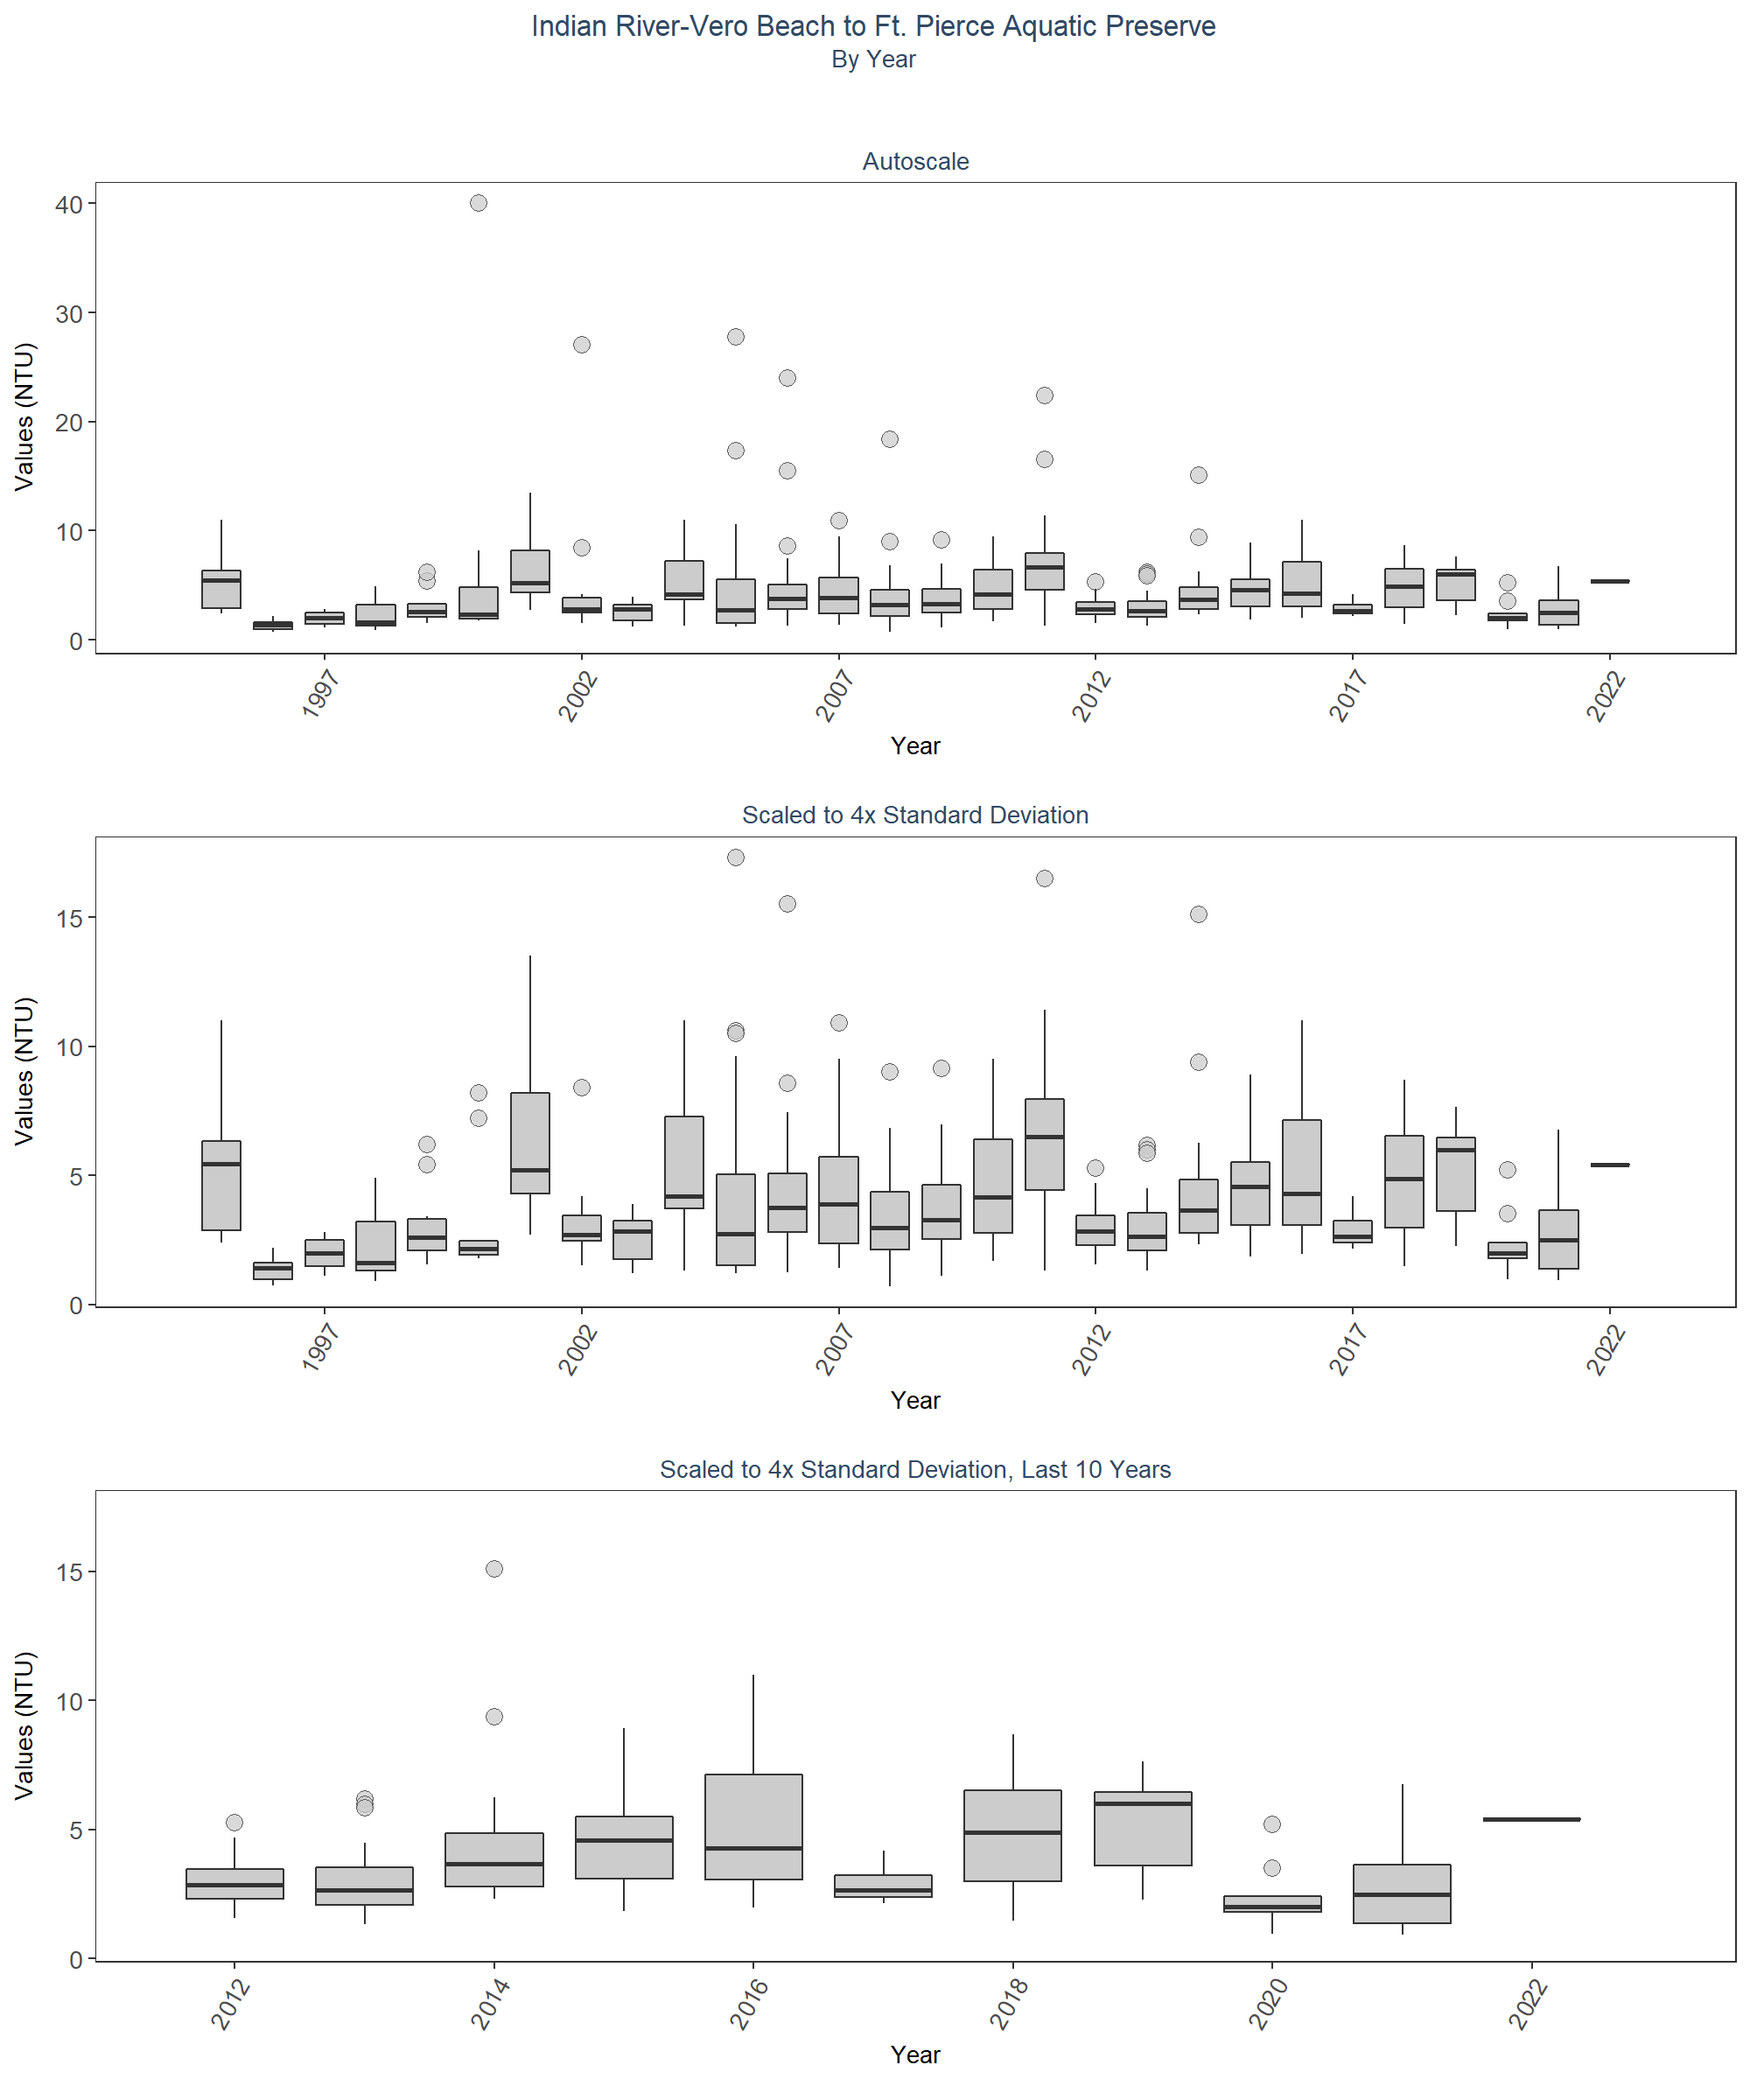 Indian River-Vero Beach to Ft. Pierce Aquatic Preserve
By Year
Autoscale
Values (NTU)
40
30
20
10
0
1997
2002
2007
2012
2017
2022
Year
Scaled to 4x Standard Deviation
Values (NTU)
15
10
5
0
1997
2002
2007
2012
2017
2022
Year
Scaled to 4x Standard Deviation, Last 10 Years
Values (NTU)
15
10
5
0
2012
2014
2016
2018
2020
2022
Year